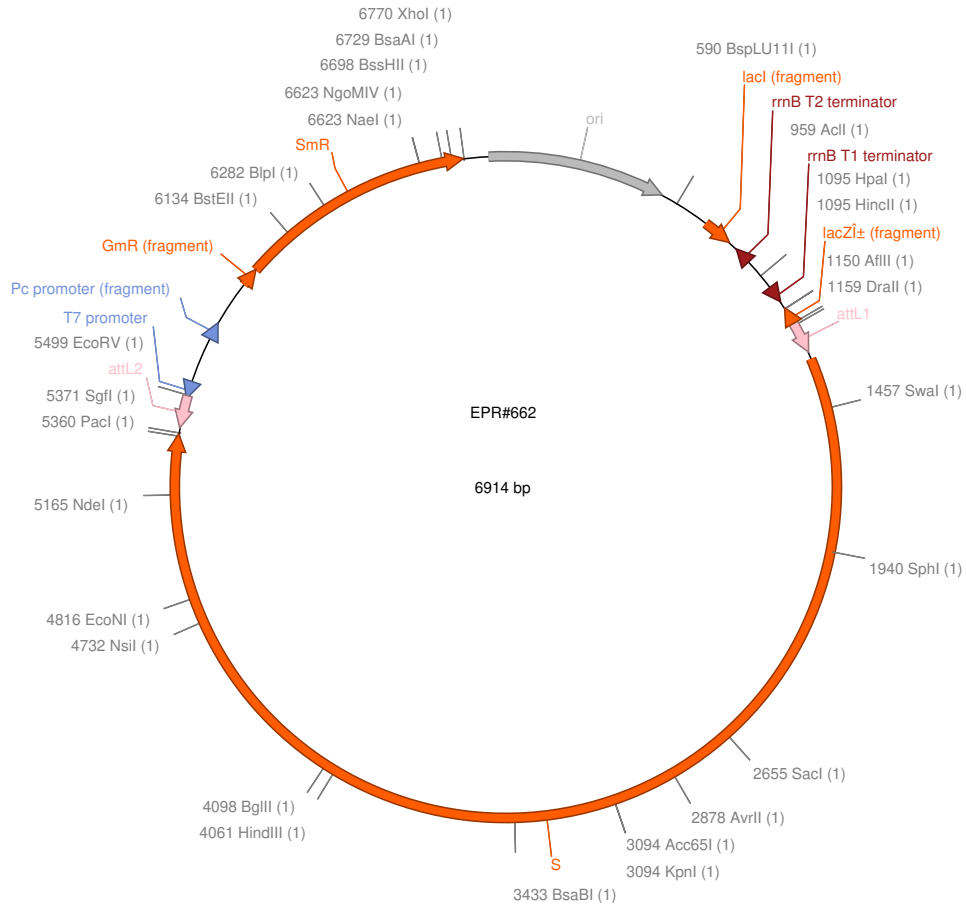 6770 XhoI (1)
6729 BsaAI (1)
6698 BssHII (1)
6623 NgoMIV (1)
6623 NaeI (1)
SmR
6282 BlpI (1)
6134 BstEII (1)
GmR (fragment)
Pc promoter (fragment)
T7 promoter
5499 EcoRV (1)
attL2
5371 SgfI (1)
5360 PacI (1)
5165 NdeI (1)
4816 EcoNI (1)
4732 NsiI (1)
4098 BglII (1)
4061 HindIII (1)
ori
590 BspLU11I (1)
lacI (fragment)
rrnB T2 terminator
959 AclI (1)
rrnB T1 terminator
1095 HpaI (1)
1095 HincII (1)
lacZÎ± (fragment)
1150 AflII (1)
1159 DraII (1)
attL1
1457 SwaI (1)
1940 SphI (1)
2655 SacI (1)
2878 AvrII (1)
3094 Acc65I (1)
3094 KpnI (1)
S
3433 BsaBI (1)
EPR#662
6914 bp